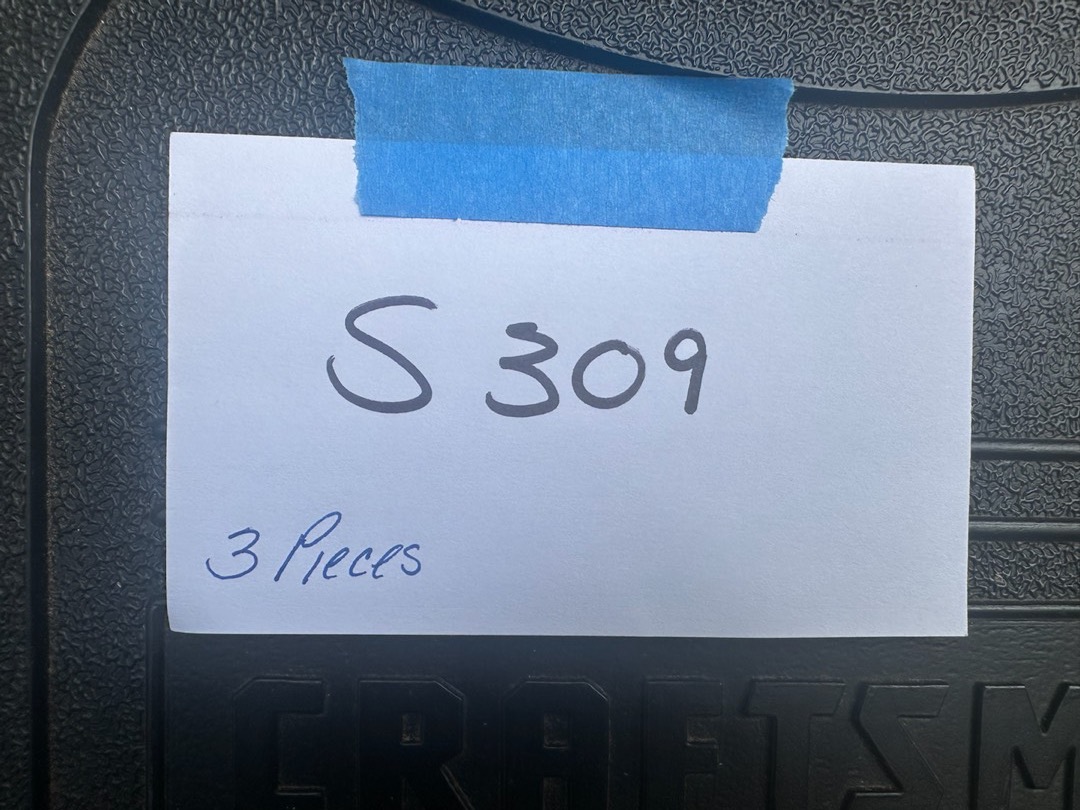 S 309
3 Pieces
CRAFTSM